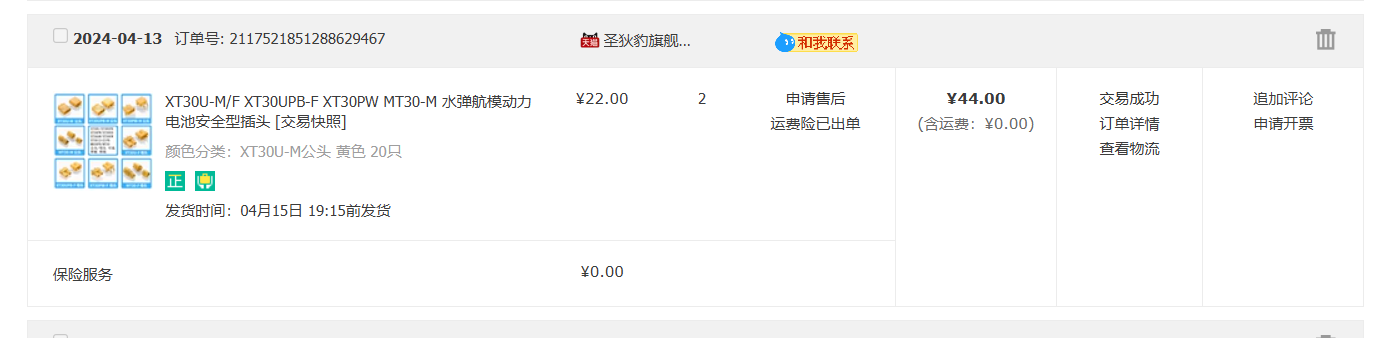 2024-04-13 订单号: 2117521851288629467 天猫 圣狄豹旗舰... 和我联系
XT30U-M/F XT30UPB-F XT30PW MT30-M 水弹航模动力 ¥22.00 2 申请售后 ¥44.00 交易成功 追加评论
电池安全型插头 [交易快照] 运费险已出单 (含运费：¥0.00) 订单详情 申请开票
颜色分类：XT30U-M公头 黄色 20只 查看物流
正
发货时间：04月15日 19:15前发货
保险服务 ¥0.00